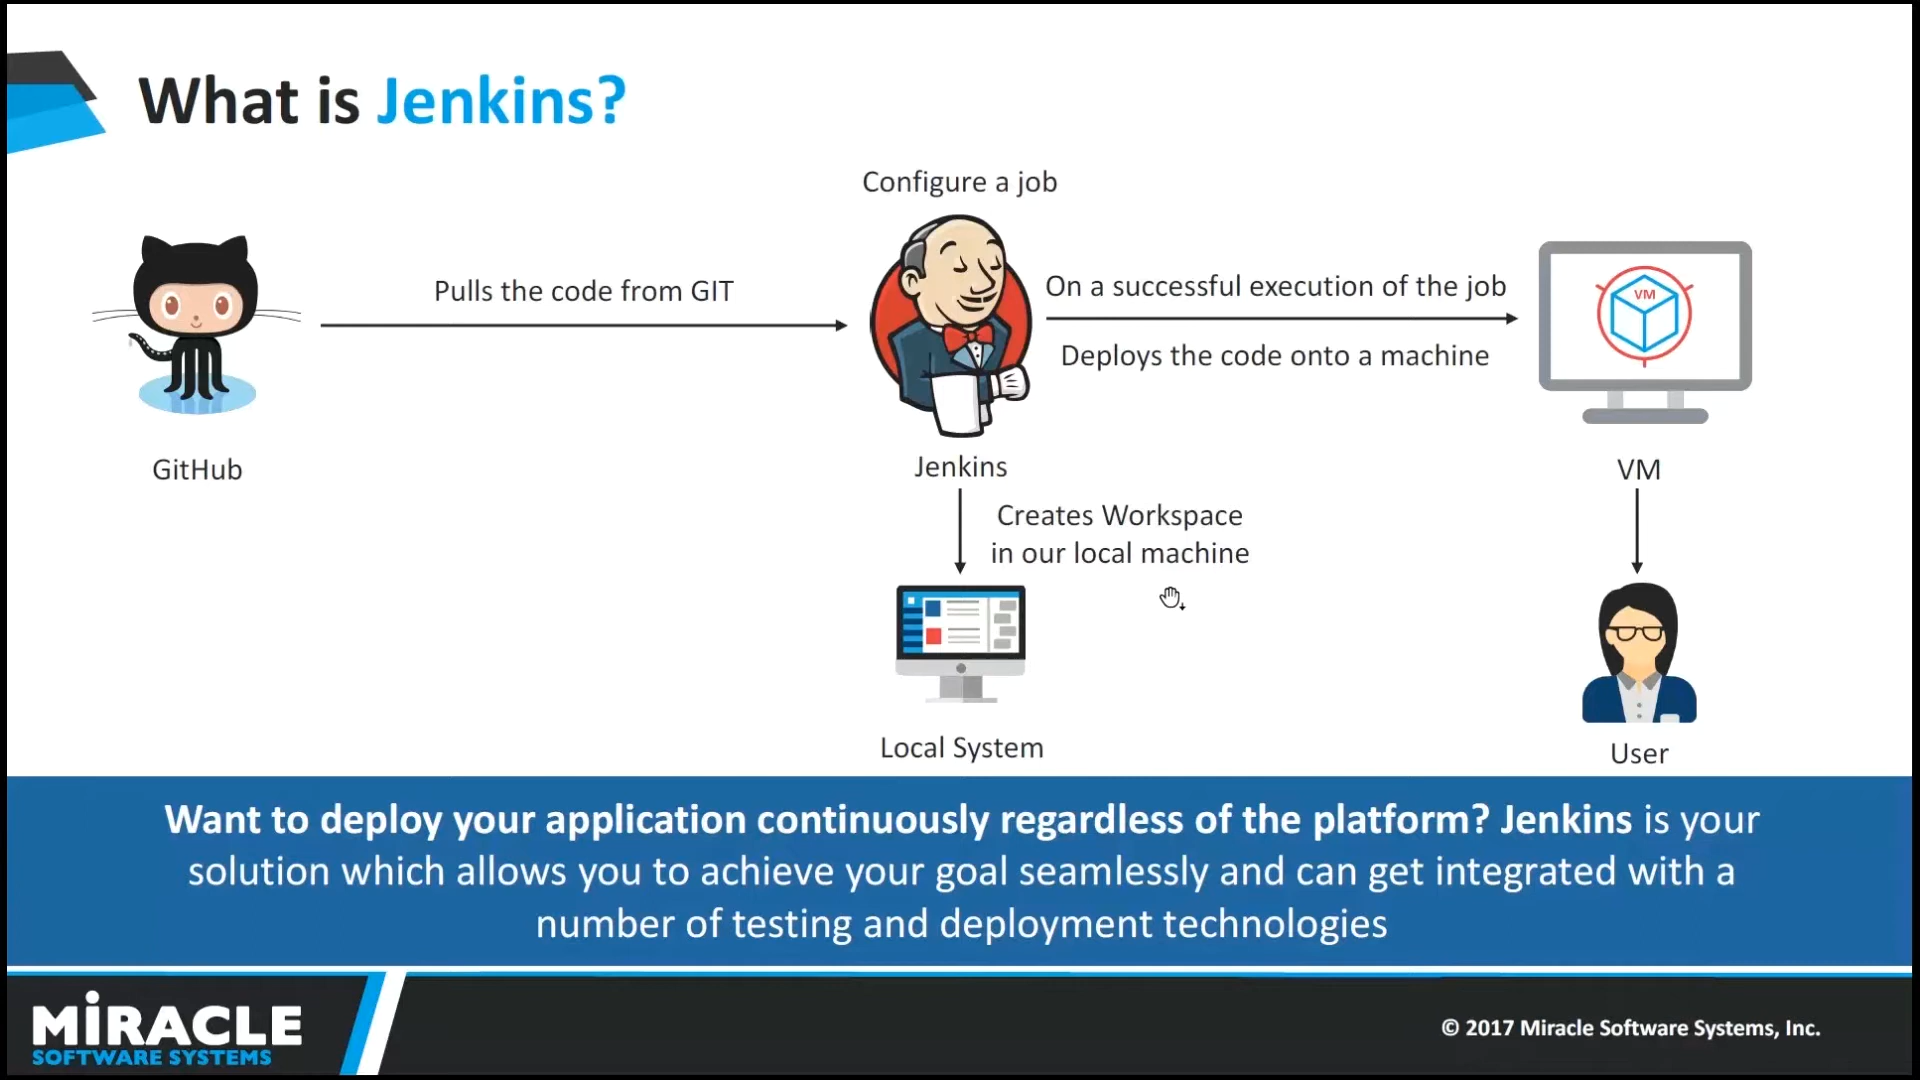 What is Jenkins?
Configure a job
Pulls the code from GIT
On a successful execution of the job
Deploys the code onto a machine
VM
GitHub
Jenkins
VM
Creates Workspace
in our local machine
Local System
User
Want to deploy your application continuously regardless of the platform? Jenkins is your
solution which allows you to achieve your goal seamlessly and can get integrated with a
number of testing and deployment technologies
MiRACLE
SOFTWARE SYSTEMS
© 2017 Miracle Software Systems, Inc.